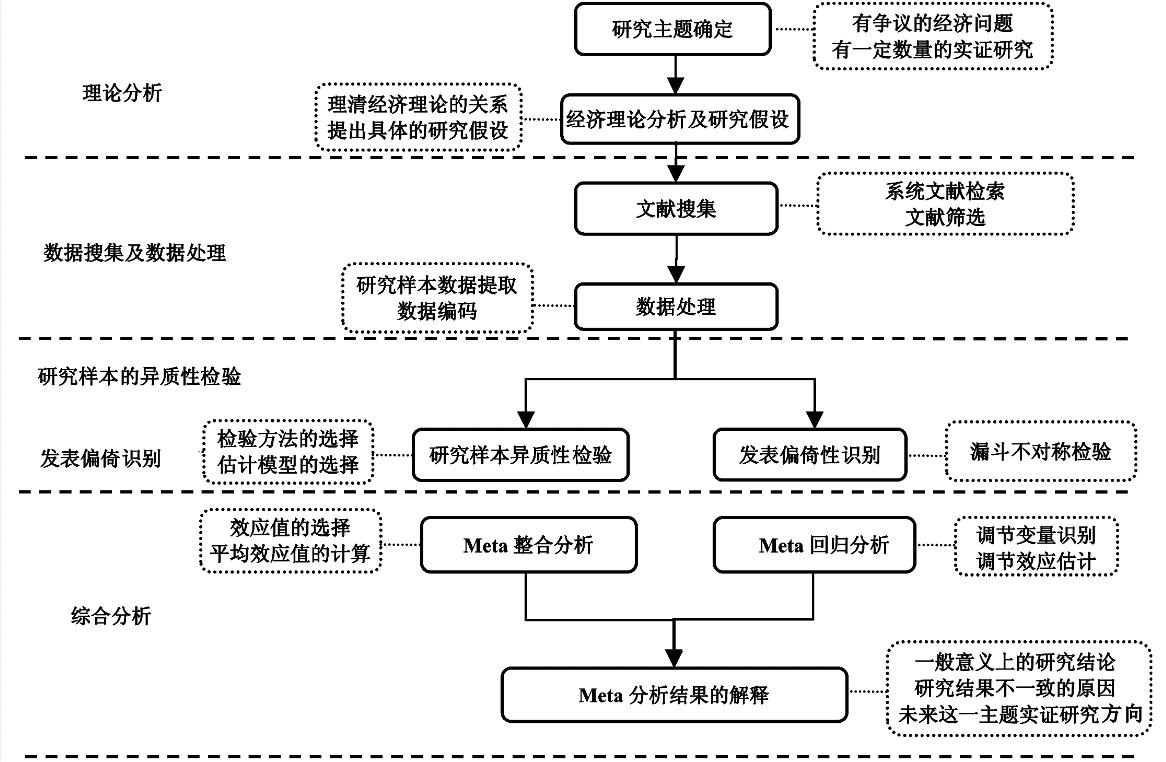 研究主题确定
有争议的经济问题
有一定数量的实证研究
理论分析
理清经济理论的关系
提出具体的研究假设
经济理论分析及研究假设
文献搜集
系统文献检索
文献筛选
数据搜集及数据处理
研究样本数据提取
数据编码
数据处理
研究样本的异质性检验
发表偏倚识别
检验方法的选择
估计模型的选择
研究样本异质性检验
发表偏倚性识别
漏斗不对称检验
效应值的选择
平均效应值的计算
Meta 整合分析
Meta 回归分析
调节变量识别
调节效应估计
综合分析
Meta 分析结果的解释
一般意义上的研究结论
研究结果不一致的原因
未来这一主题实证研究方向